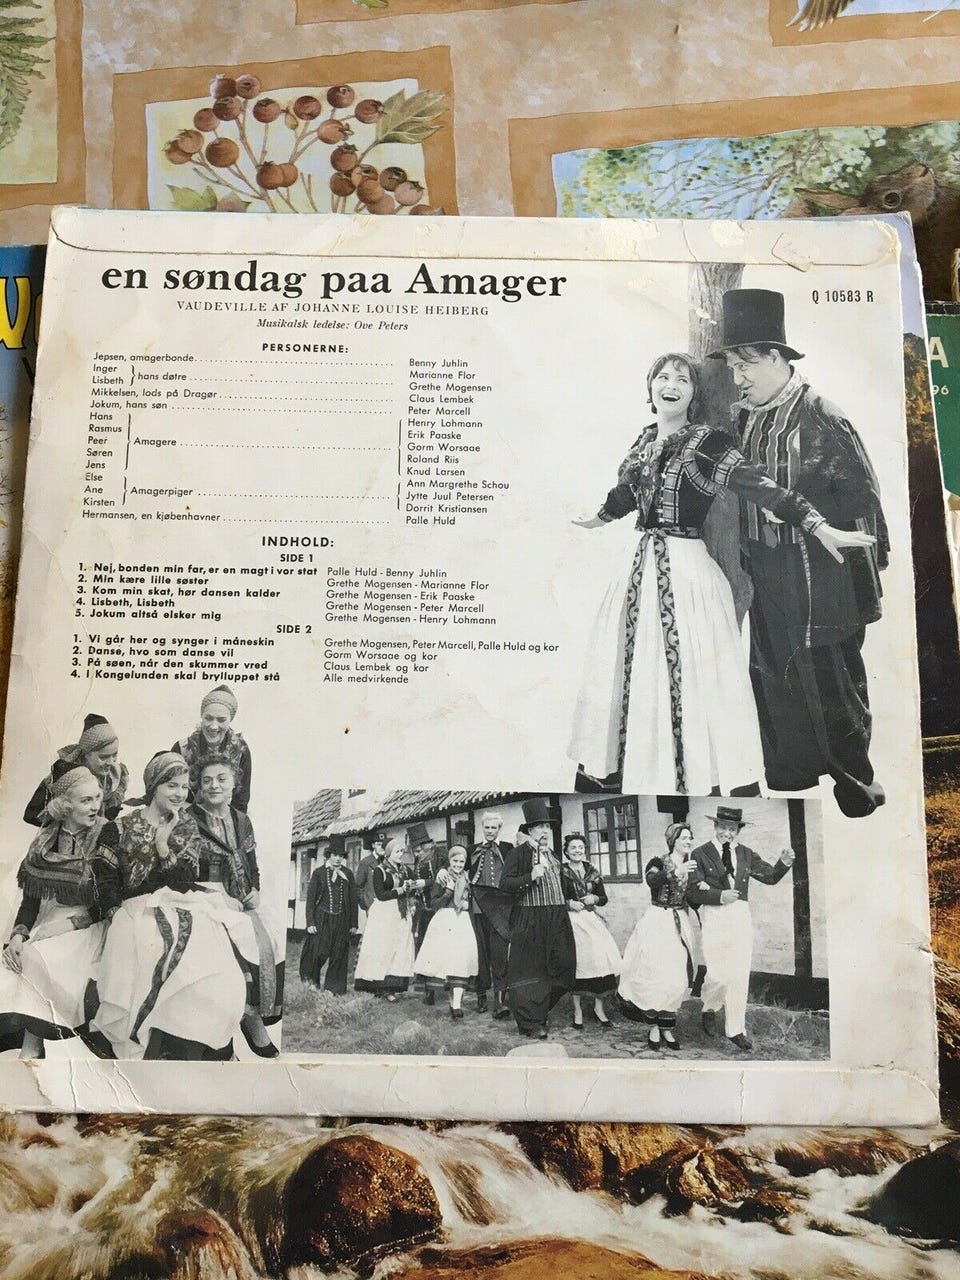 en søndag paa Amager
VAUDEVILLE AF JOHANNE LOUISE HEIBERG
Musikalsk ledelse: Ove Peters
Q 10583 R
PERSONERNE:
Jepsen, amagerbonde Benny Juhlin
Inger Marianne Flor
hans døtre
Lisbeth Grethe Mogensen
Mikkelsen, lods på Dragør Claus Lembek
Jokum, hans søn Peter Marcell
Hans Henry Lohmann
Rasmus Erik Paaske
Peer Amagere Gorm Worsaae
Søren Roland Riis
Jens Knud Larsen
Else Ann Margrethe Schou
Ane Amagerpiger Jytte Juul Petersen
Kirsten Dorrit Kristiansen
Hermansen, en kjøbenhavner Palle Huld
INDHOLD:
SIDE 1
1. Nej, bonden min far, er en magt i vor stat Palle Huld - Benny Juhlin
2. Min kære lille søster Grethe Mogensen - Marianne Flor
3. Kom min skat, hør dansen kalder Grethe Mogensen - Erik Paaske
4. Lisbeth, Lisbeth Grethe Mogensen - Peter Marcell
5. Jokum altså elsker mig Grethe Mogensen - Henry Lohmann
SIDE 2
1. Vi går her og synger i måneskin Grethe Mogensen, Peter Marcell, Palle Huld og kor
2. Danse, hvo som danse vil Gorm Worsaae og kor
3. På søen, når den skummer vred Claus Lembek og kor
4. I Kongelunden skal brylluppet stå Alle medvirkende
A
96